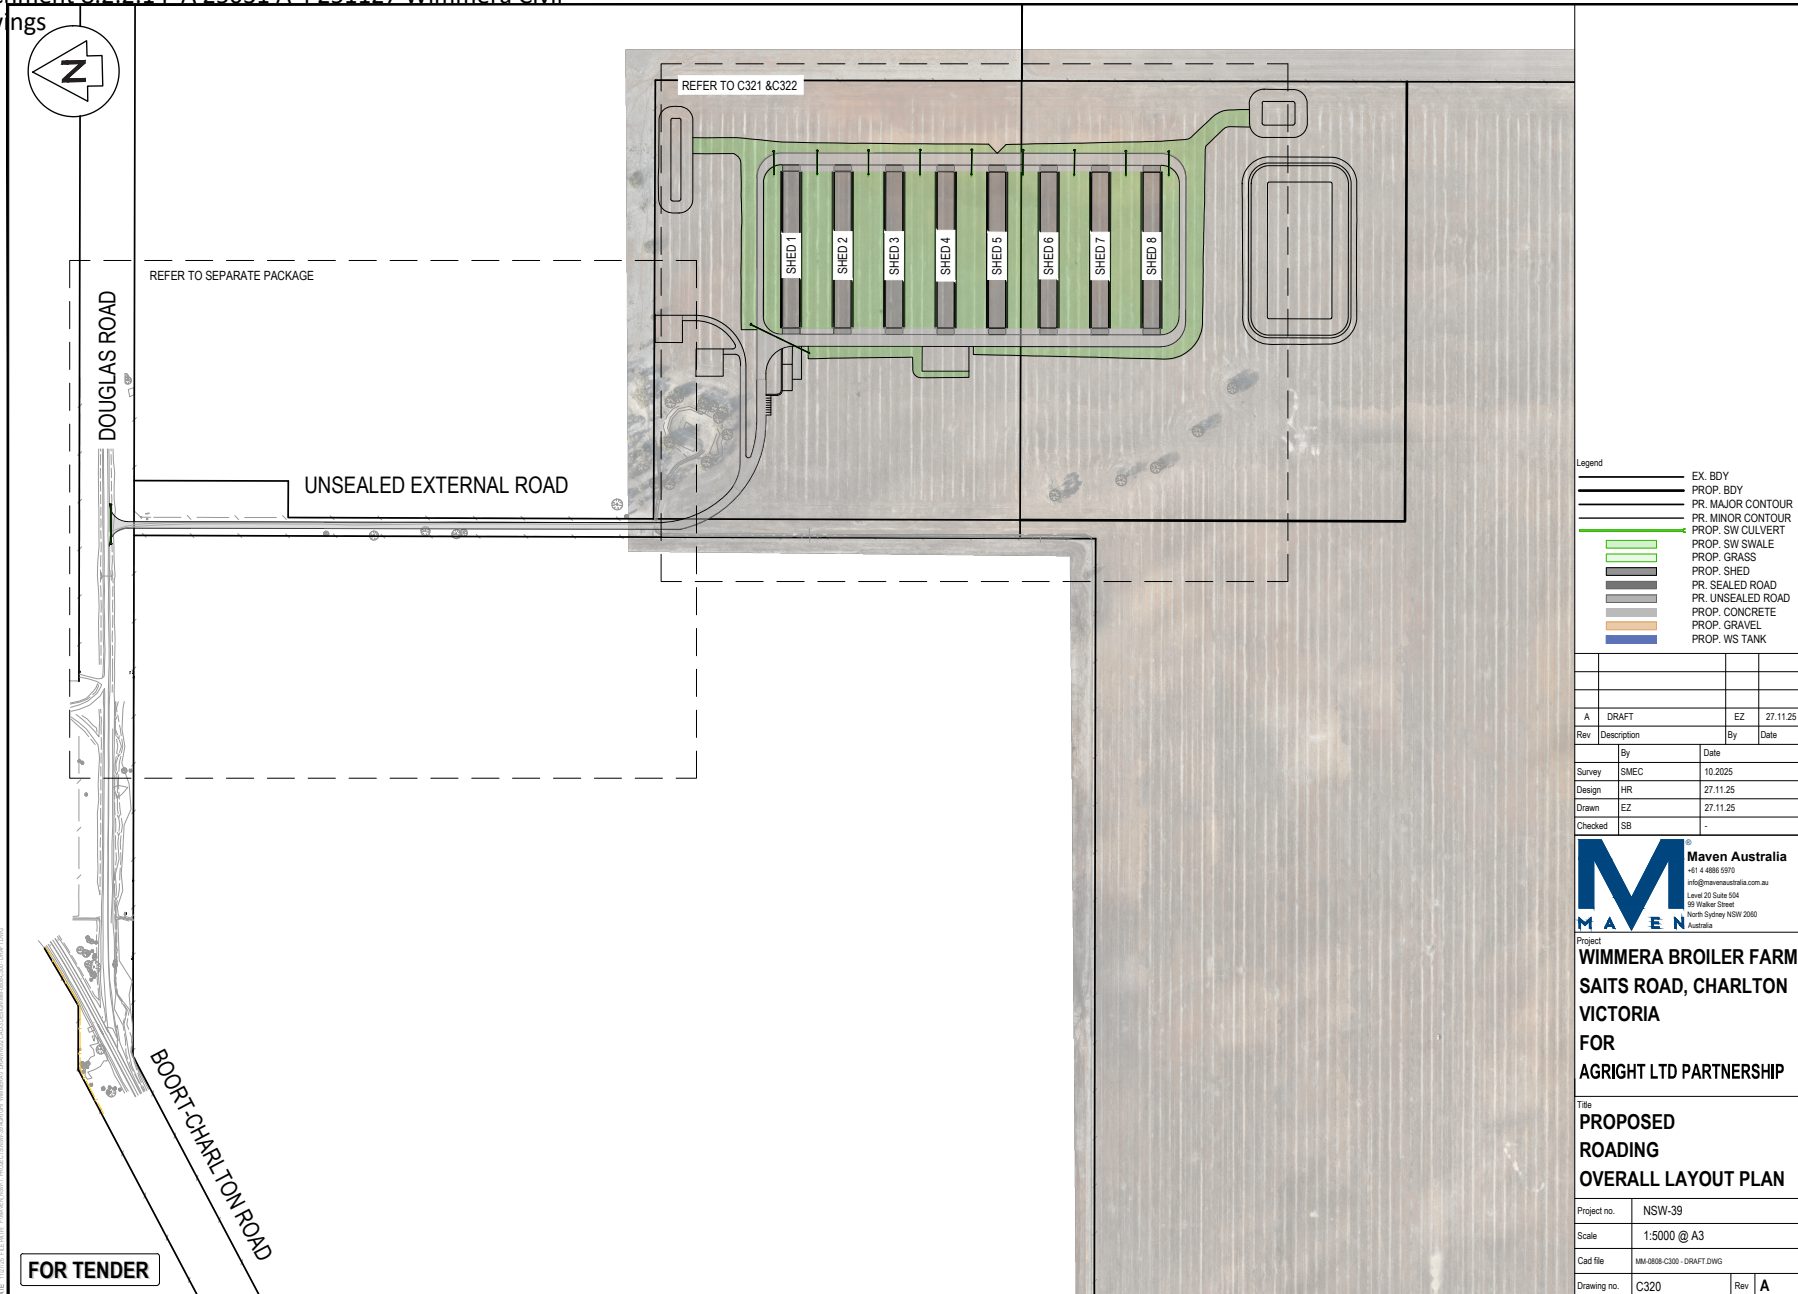 N
REFER TO C321 &C322
SHED 1
SHED 2
SHED 3
SHED 4
SHED 5
SHED 6
SHED 7
SHED 8
REFER TO SEPARATE PACKAGE
DOUGLAS ROAD
UNSEALED EXTERNAL ROAD
BOORT-CHARLTON ROAD
FOR TENDER
Legend
EX. BDY
PROP. BDY
PR. MAJOR CONTOUR
PR. MINOR CONTOUR
PROP. SW CULVERT
PROP. SW SWALE
PROP. GRASS
PROP. SHED
PR. SEALED ROAD
PR. UNSEALED ROAD
PROP. CONCRETE
PROP. GRAVEL
PROP. WS TANK
A DRAFT EZ 27.11.25
Rev Description By Date
By Date
Survey SMEC 10.2025
Design HR 27.11.25
Drawn EZ 27.11.25
Checked SB -
M ®
MAVEN
Maven Australia
+61 4 4886 5970
info@mavenaustralia.com.au
Level 20 Suite 504
99 Walker Street
North Sydney NSW 2060
Australia
Project
WIMMERA BROILER FARM
SAITS ROAD, CHARLTON
VICTORIA
FOR
AGRIGHT LTD PARTNERSHIP
Title
PROPOSED
ROADING
OVERALL LAYOUT PLAN
Project no. NSW-39
Scale 1:5000 @ A3
Cad file MM-0808-C300 - DRAFT.DWG
Drawing no. C320 Rev A